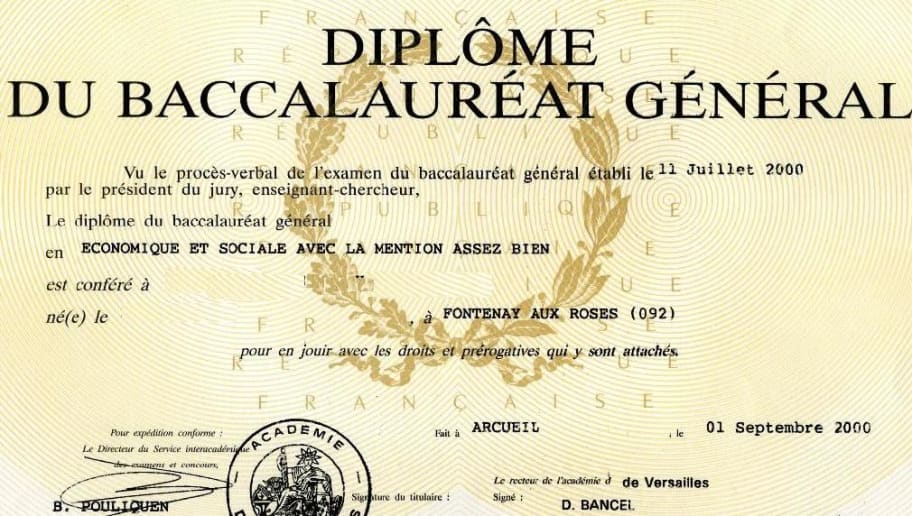 DIPLÔME
DU BACCALAURÉAT GÉNÉRAL
Vu le procès-verbal de l'examen du baccalauréat général établi le 11 Juillet 2000
par le président du jury, enseignant-chercheur,
Le diplôme du baccalauréat général
en ECONOMIQUE ET SOCIALE AVEC LA MENTION ASSEZ BIEN
est conféré à
né(e) le , à FONTENAY AUX ROSES (092)
pour en jouir avec les droits et prérogatives qui y sont attachés.
RÉPUBLIQUE
FRANÇAISE
Pour expédition conforme :
Fait à ARCUEIL , le 01 Septembre 2000
Le Directeur du Service interacadémique
des examens et concours,
ACADEMIE
Le recteur de l'académie d de Versailles
B. POULIQUEN
Signature du titulaire :
Signé :
D. BANCEL